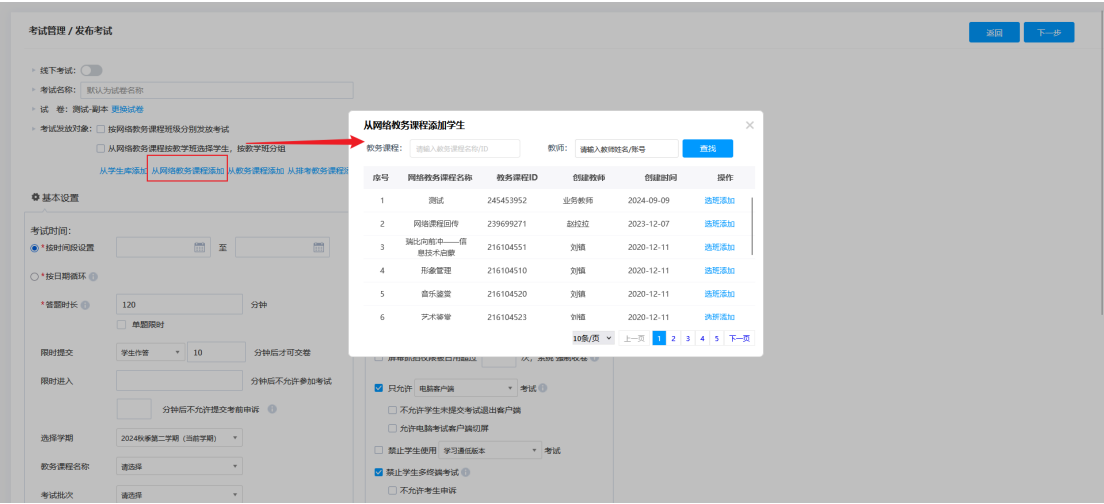 考试管理 / 发布考试
返回 下一步
线下考试：
考试名称： 默认为试卷名称
试 卷： 测试-副本 更换试卷
考试发放对象： 按网络教务课程班级分别发放考试
从网络教务课程按教学班选择学生，按教学班分组
从学生库添加 从网络教务课程添加 从教务课程添加 从排考教务课程
从网络教务课程添加学生
教务课程： 请输入教务课程名称/ID 教师： 请输入教师姓名/账号 查找
序号 网络教务课程名称 教务课程ID 创建教师 创建时间 操作
1 测试 245453952 业务教师 2024-09-09 选班添加
2 网络课程回传 239699271 赵拉拉 2023-12-07 选班添加
3 瑞比向前冲——信息技术启蒙 216104551 刘镇 2020-12-11 选班添加
4 形象管理 216104510 刘镇 2020-12-11 选班添加
5 音乐鉴赏 216104520 刘镇 2020-12-11 选班添加
6 艺术鉴赏 216104523 刘镇 2020-12-11 选班添加
10条/页 上一页 1 2 3 4 5 下一页
基本设置
考试时间：
*按时间段设置 至
*按日期循环
*答题时长 120 分钟
单题限时
限时提交 学生作答 10 分钟后才可交卷
限时进入 分钟后不允许参加考试
分钟后不允许提交考前申诉
选择学期 2024秋季第二学期（当前学期）
教务课程名称 请选择
考试批次 请选择
次，系统 强制收卷
只允许 电脑客户端 考试
不允许学生未提交考试退出客户端
允许电脑考试客户端切屏
禁止学生使用 学习通低版本 考试
禁止学生多终端考试
不允许考生申诉